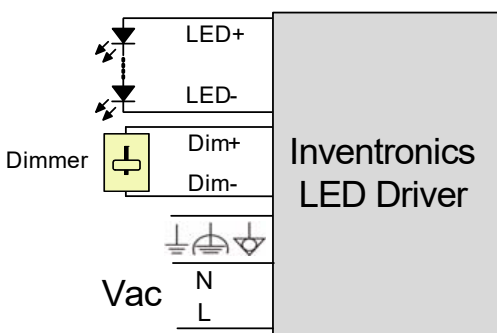 LED+
LED-
Dimmer
Dim+
Dim-
Inventronics
LED Driver
Vac
N
L